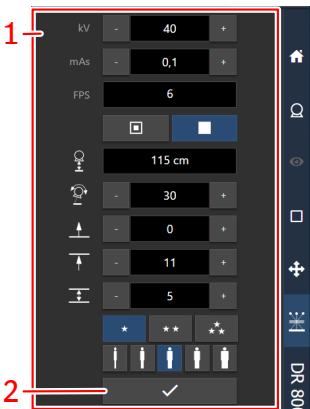 1
kV - 40 +
mAs - 0,1 +
FPS 6
115 cm
- 30 +
- 0 +
- 11 +
- 5 +
2
DR 80